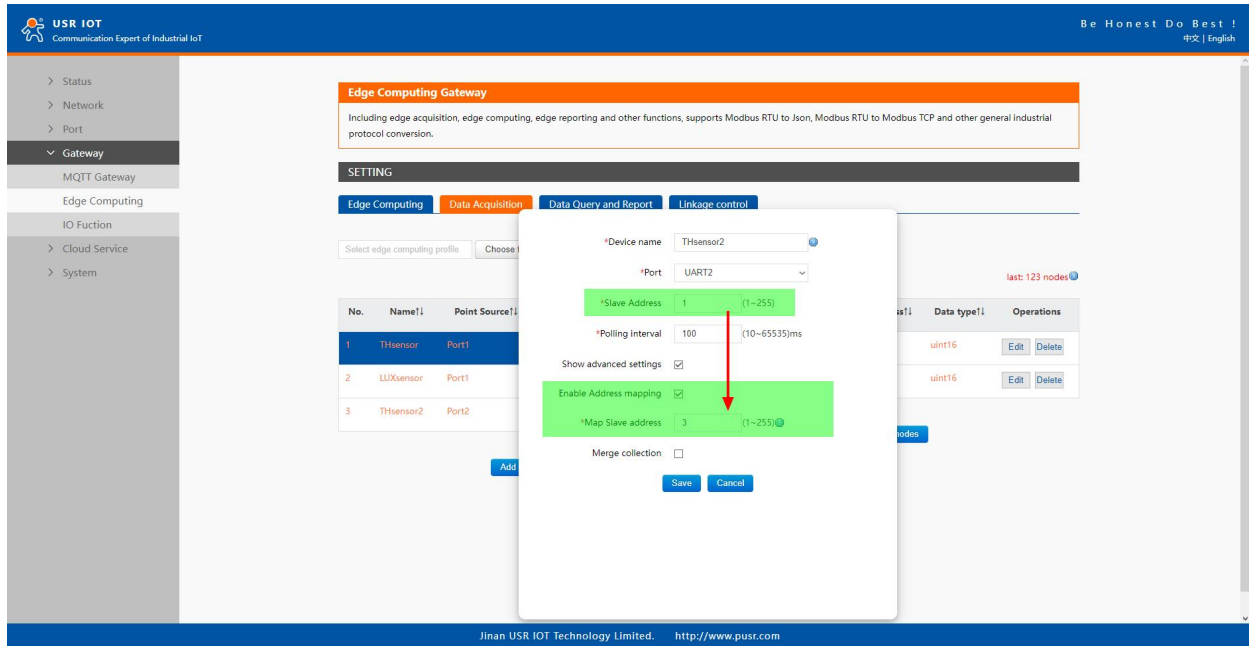 USR IOT
Communication Expert of Industrial IoT
Be Honest Do Best !
中文 | English
Status
Network
Port
Gateway
MQTT Gateway
Edge Computing
IO Fuction
Cloud Service
System
Edge Computing Gateway
Including edge acquisition, edge computing, edge reporting and other functions, supports Modbus RTU to Json, Modbus RTU to Modbus TCP and other general industrial
protocol conversion.
SETTING
Edge Computing Data Acquisition Data Query and Report Linkage control
Select edge computing profile Choose
last: 123 nodes
No. Name↑↓ Point Source↑↓ Data type↑↓ Operations
1 THsensor Port1 uint16 Edit Delete
2 LUXsensor Port1 uint16 Edit Delete
3 THsensor2 Port2
Add
nodes
*Device name THsensor2
*Port UART2
*Slave Address 1 (1~255)
*Polling interval 100 (10~65535)ms
Show advanced settings
Enable Address mapping
*Map Slave address 3 (1~255)
Merge collection
Save Cancel
Jinan USR IOT Technology Limited. http://www.pusr.com